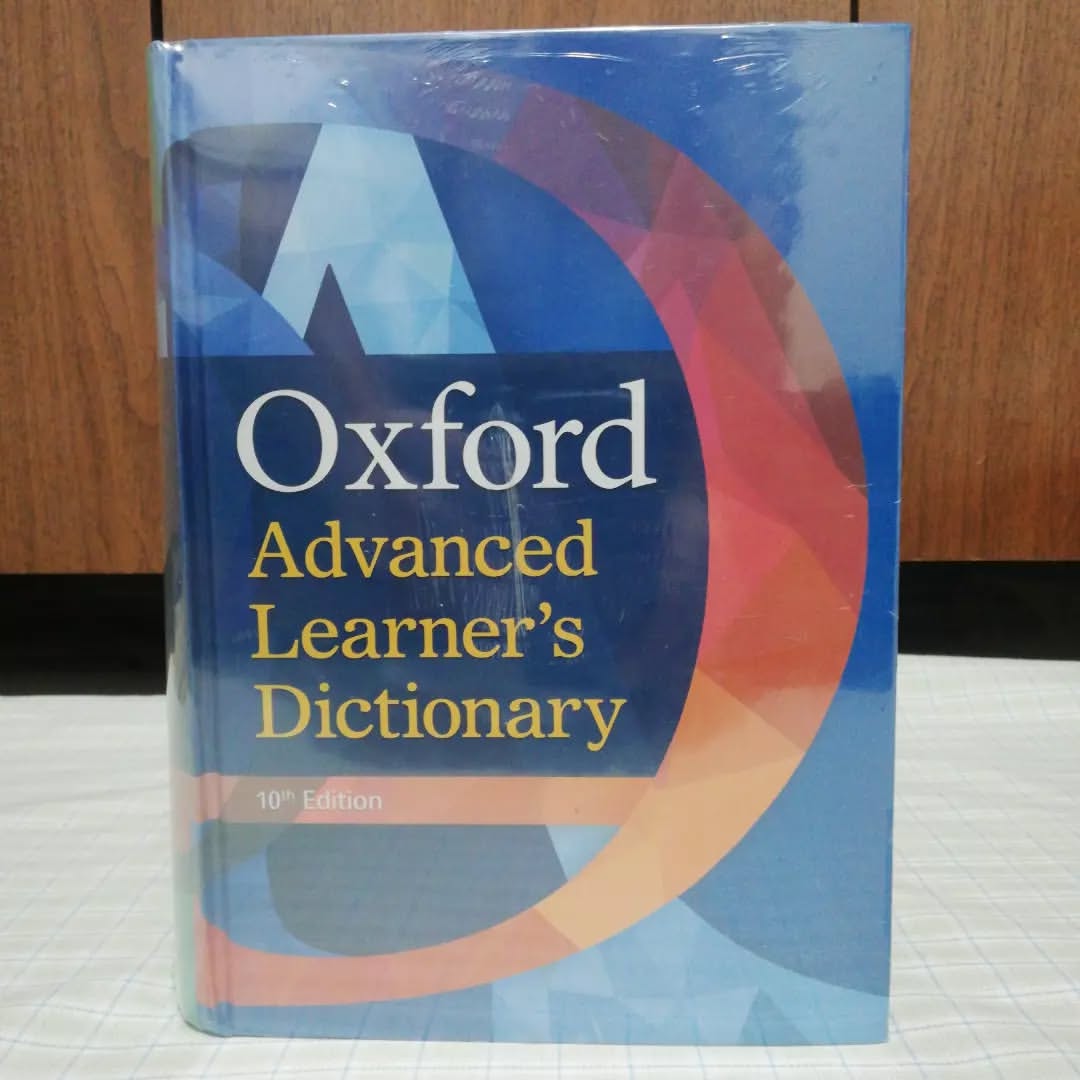 Oxford
Advanced
Learner’s
Dictionary
10th Edition